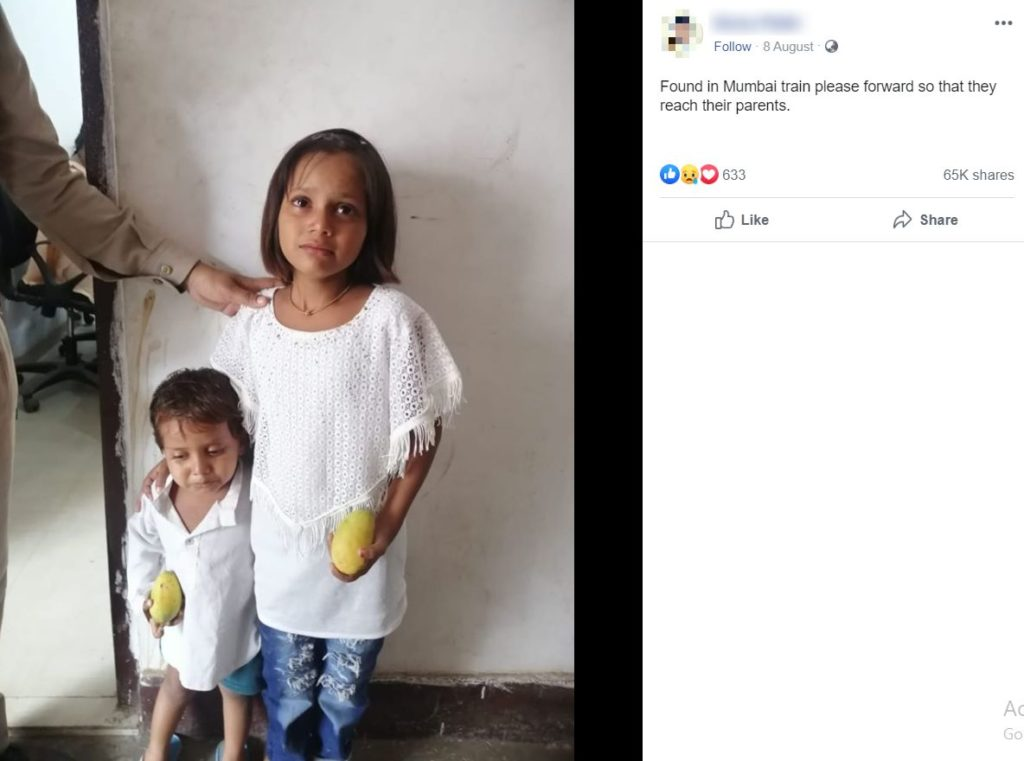 Follow · 8 August ·
Found in Mumbai train please forward so that they
reach their parents.
633
65K shares
Like
Share